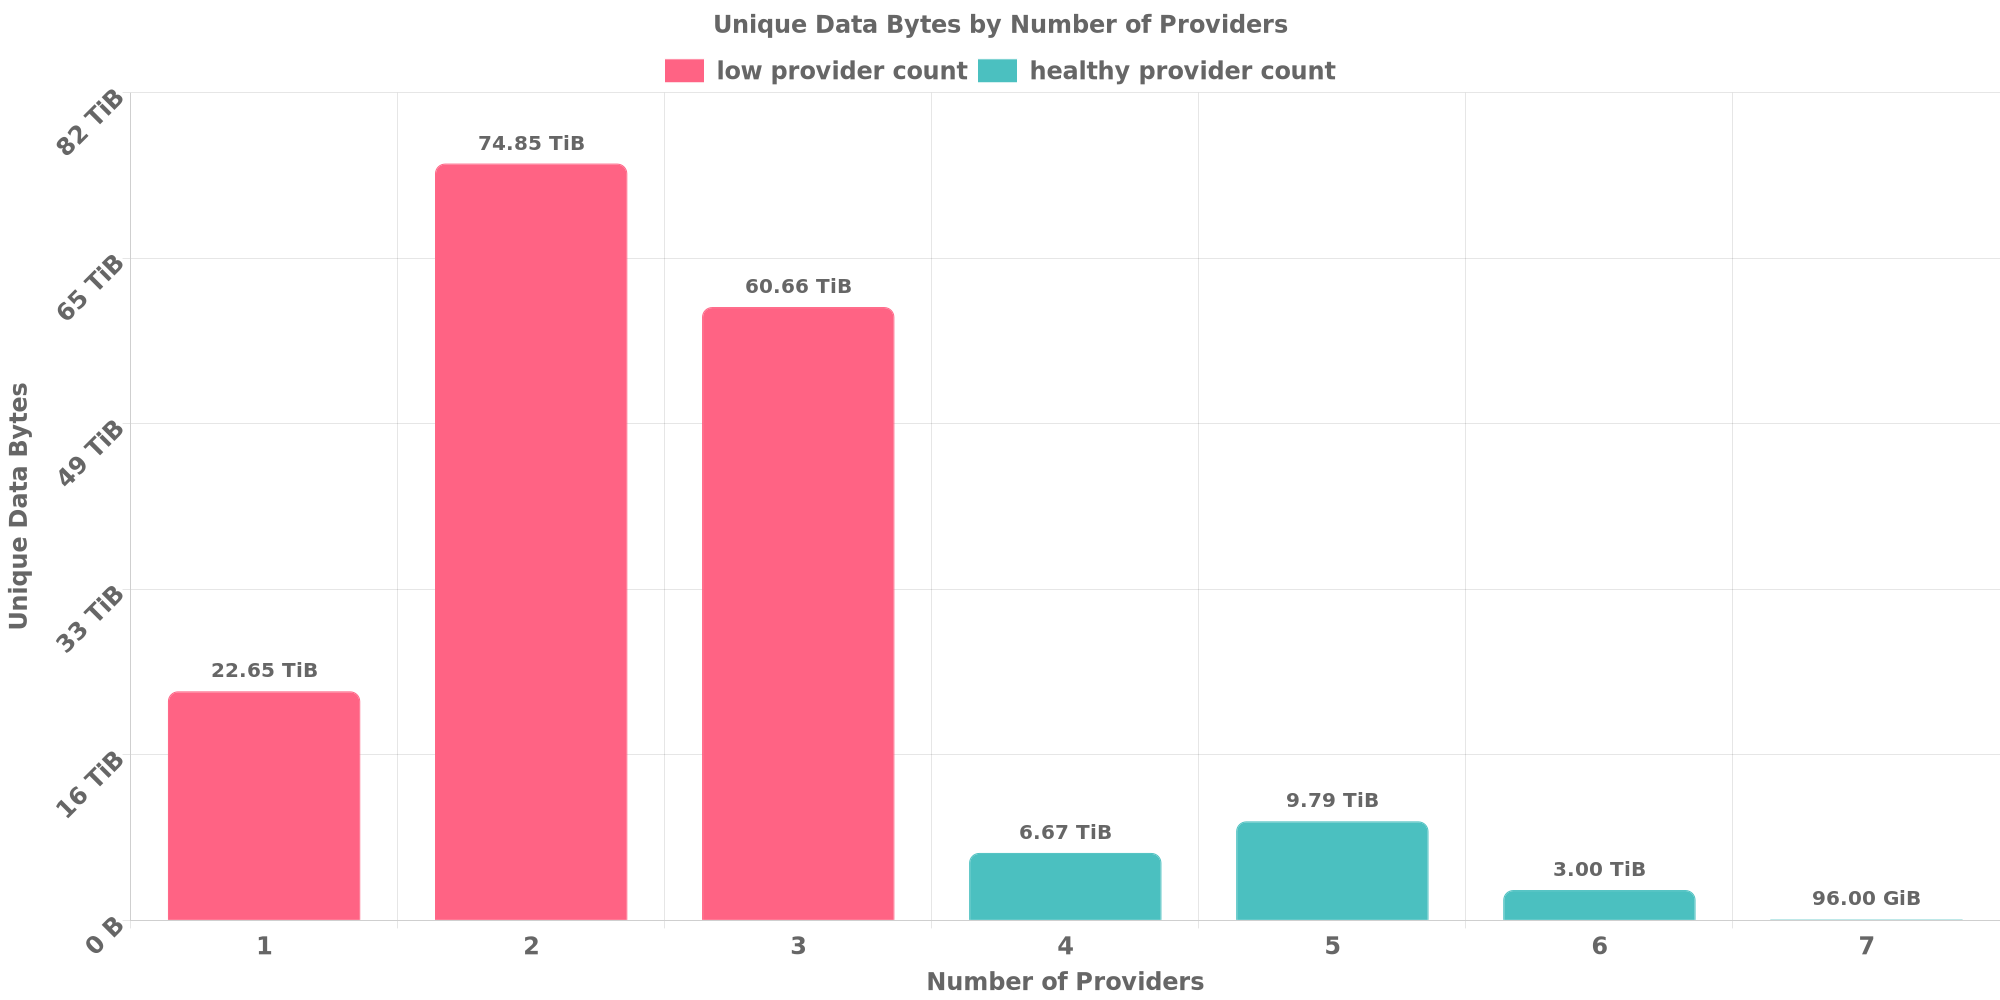 Unique Data Bytes by Number of Providers
low provider count
healthy provider count
82 TiB
65 TiB
49 TiB
33 TiB
16 TiB
0 B
Unique Data Bytes
22.65 TiB
74.85 TiB
60.66 TiB
6.67 TiB
9.79 TiB
3.00 TiB
96.00 GiB
1
2
3
4
5
6
7
Number of Providers